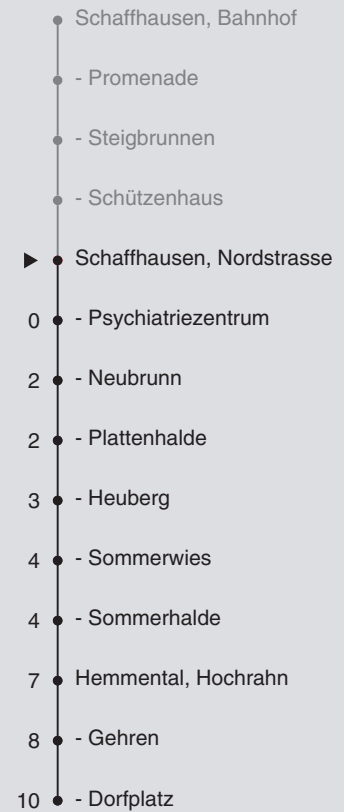 Schaffhausen, Bahnhof
- Promenade
- Steigbrunnen
- Schützenhaus
Schaffhausen, Nordstrasse
0 - Psychiatriezentrum
2 - Neubrunn
2 - Plattenhalde
3 - Heuberg
4 - Sommerwies
4 - Sommerhalde
7 Hemmental, Hochrahn
8 - Gehren
10 - Dorfplatz